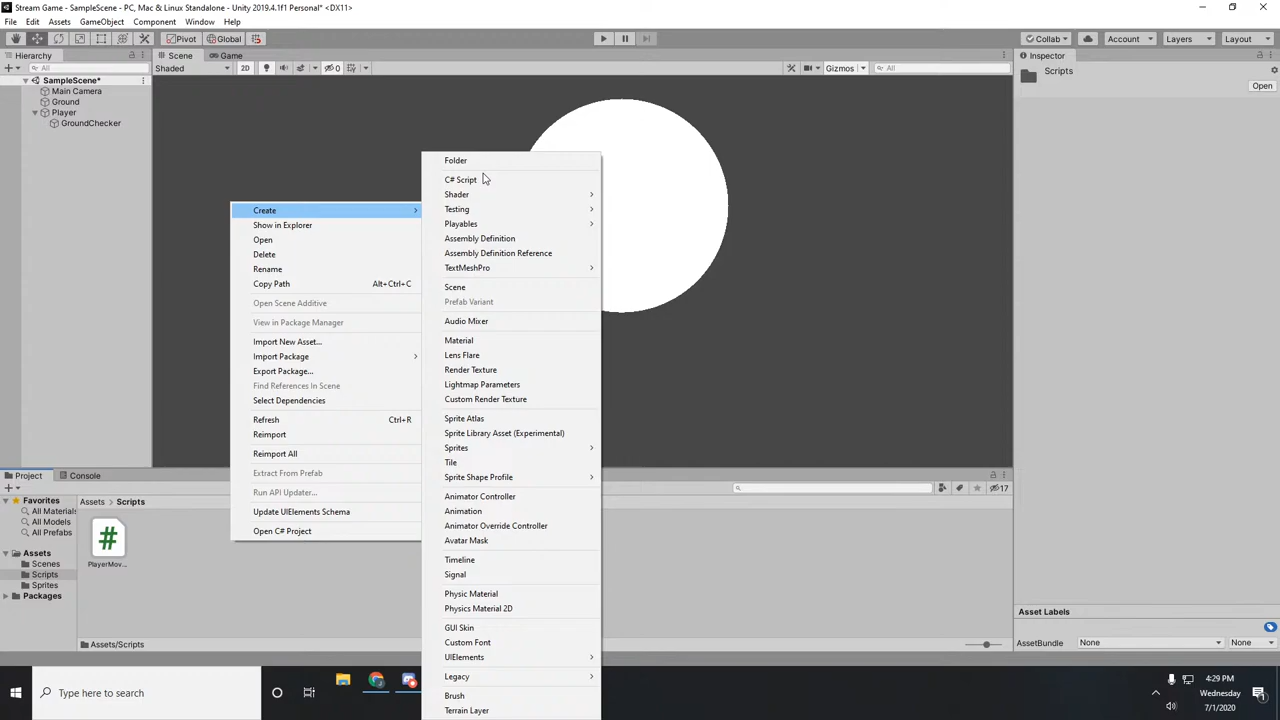 Stream Game - SampleScene - PC, Mac & Linux Standalone - Unity 2019.4.1f1 Personal* <DX11>
File Edit Assets GameObject Component Window Help
Pivot Global Collab Account Layers Layout
Hierarchy
All
SampleScene*
Main Camera
Ground
Player
GroundChecker
Scene Game
Shaded 2D 0 Gizmos All
Inspector
Scripts
Open
Create
Show in Explorer
Open
Delete
Rename
Copy Path Alt+Ctrl+C
Open Scene Additive
View in Package Manager
Import New Asset...
Import Package
Export Package...
Find References In Scene
Select Dependencies
Refresh Ctrl+R
Reimport
Reimport All
Extract From Prefab
Run API Updater...
Update UIElements Schema
Open C# Project
Folder
C# Script
Shader
Testing
Playables
Assembly Definition
Assembly Definition Reference
TextMeshPro
Scene
Prefab Variant
Audio Mixer
Material
Lens Flare
Render Texture
Lightmap Parameters
Custom Render Texture
Sprite Atlas
Sprite Library Asset (Experimental)
Sprites
Tile
Sprite Shape Profile
Animator Controller
Animation
Animator Override Controller
Avatar Mask
Timeline
Signal
Physic Material
Physics Material 2D
GUI Skin
Custom Font
UIElements
Legacy
Brush
Terrain Layer
Project Console
17
Favorites
All Materials
All Models
All Prefabs
Assets
Scenes
Scripts
Sprites
Packages
Assets > Scripts
#
PlayerMov...
Assets/Scripts
Asset Labels
AssetBundle None None
Type here to search
4:29 PM
Wednesday
7/1/2020